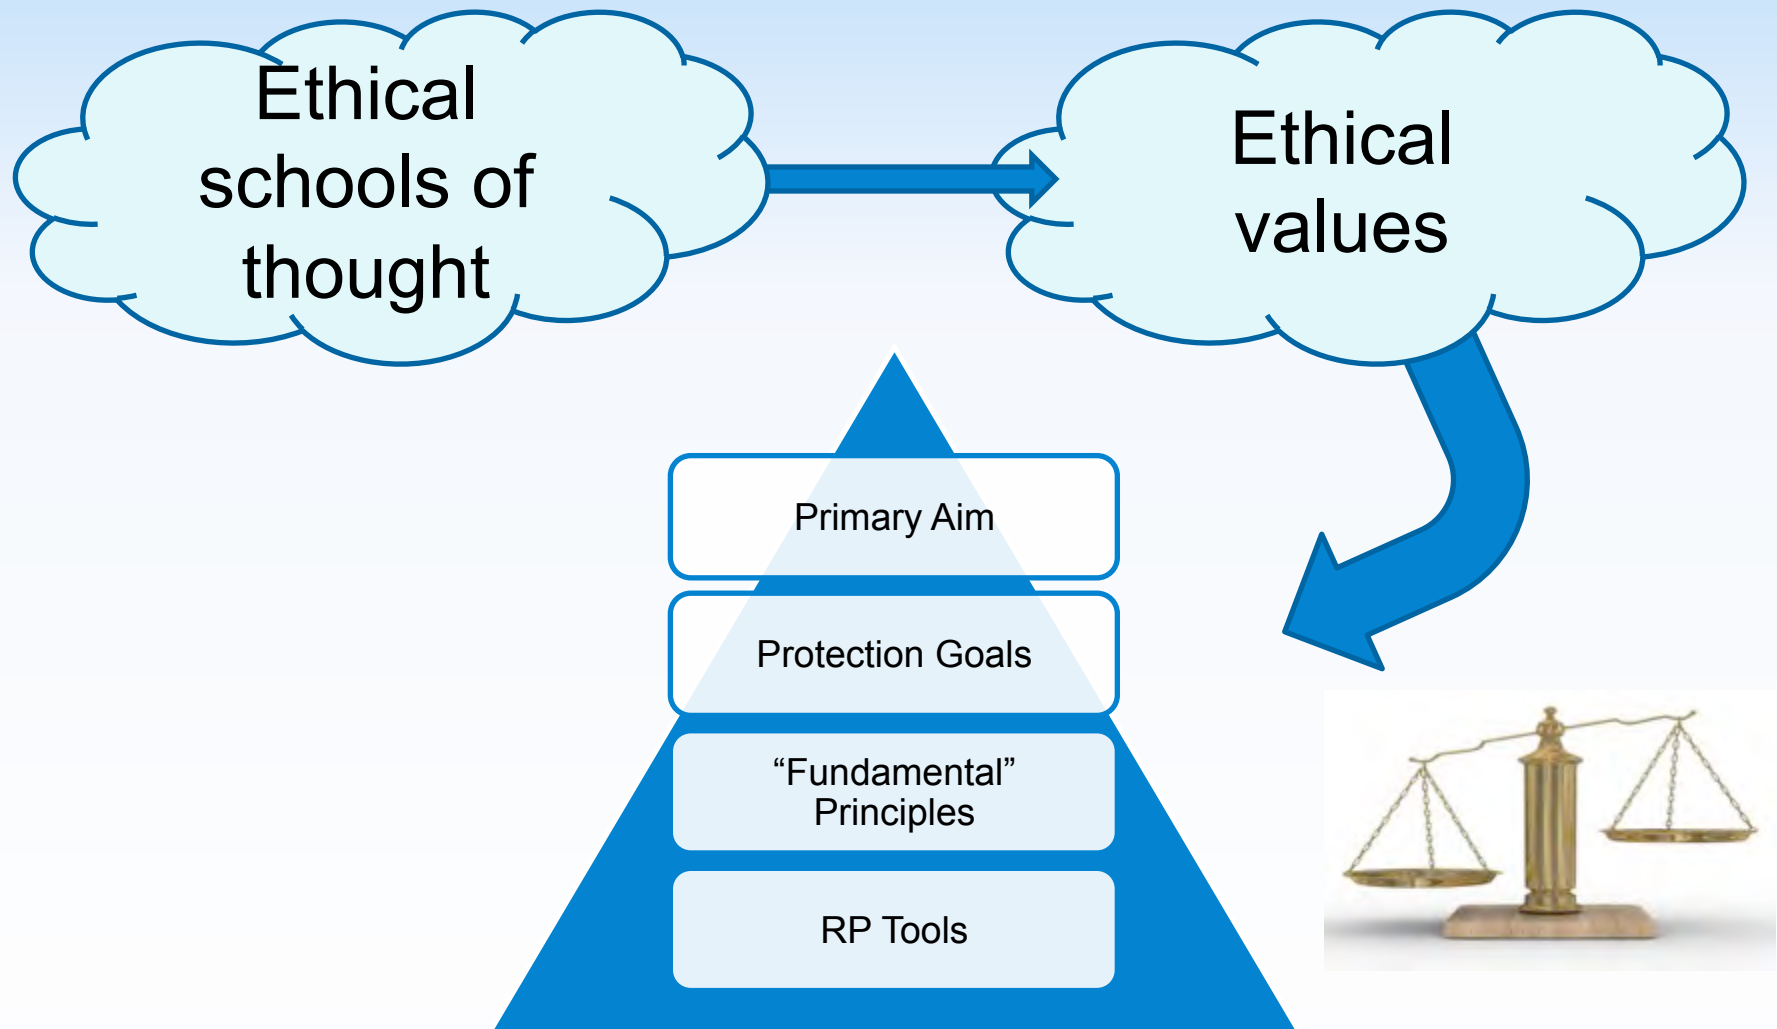 Ethical
schools of
thought
Ethical
values
Primary Aim
Protection Goals
“Fundamental”
Principles
RP Tools